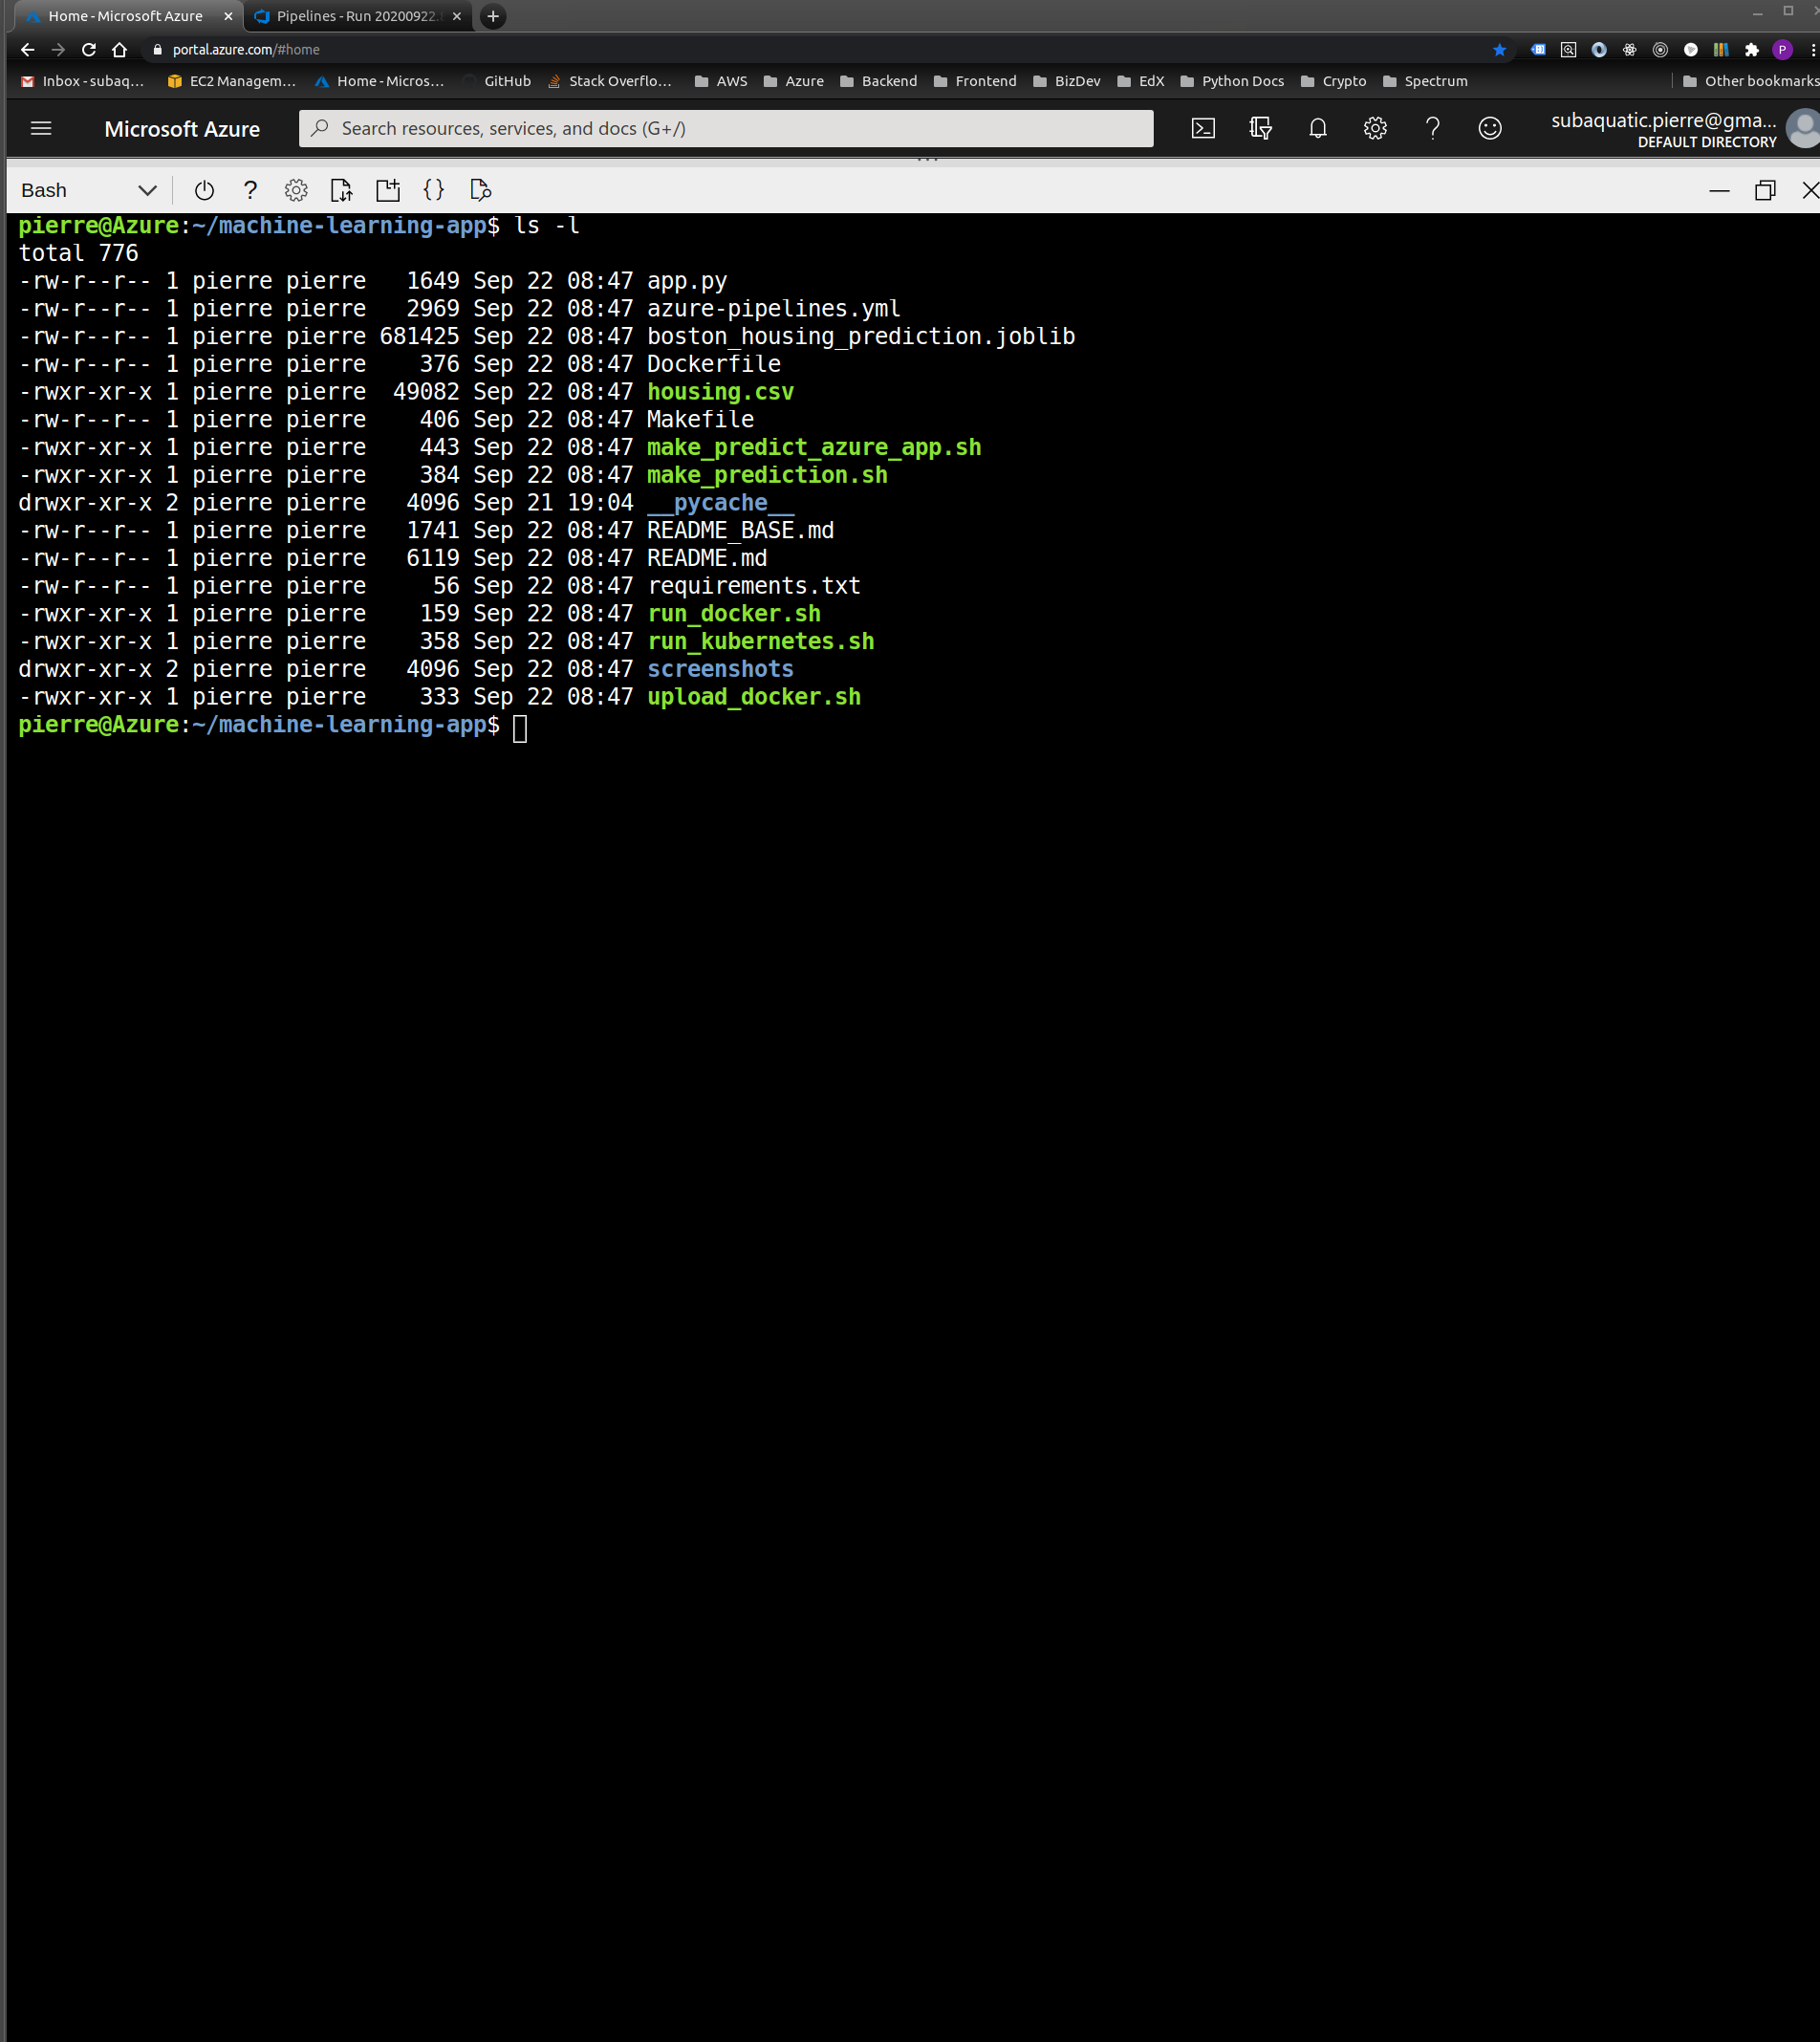 Home - Microsoft Azure Pipelines - Run 20200922.
portal.azure.com/#home
Inbox - subaq... EC2 Managem... Home - Micros... GitHub Stack Overflo... AWS Azure Backend Frontend BizDev EdX Python Docs Crypto Spectrum Other bookmarks
Microsoft Azure Search resources, services, and docs (G+/) subaquatic.pierre@gma...
DEFAULT DIRECTORY
Bash
pierre@Azure:~/machine-learning-app$ ls -l
total 776
-rw-r--r-- 1 pierre pierre 1649 Sep 22 08:47 app.py
-rw-r--r-- 1 pierre pierre 2969 Sep 22 08:47 azure-pipelines.yml
-rw-r--r-- 1 pierre pierre 681425 Sep 22 08:47 boston_housing_prediction.joblib
-rw-r--r-- 1 pierre pierre 376 Sep 22 08:47 Dockerfile
-rwxr-xr-x 1 pierre pierre 49082 Sep 22 08:47 housing.csv
-rw-r--r-- 1 pierre pierre 406 Sep 22 08:47 Makefile
-rwxr-xr-x 1 pierre pierre 443 Sep 22 08:47 make_predict_azure_app.sh
-rwxr-xr-x 1 pierre pierre 384 Sep 22 08:47 make_prediction.sh
drwxr-xr-x 2 pierre pierre 4096 Sep 21 19:04 __pycache__
-rw-r--r-- 1 pierre pierre 1741 Sep 22 08:47 README_BASE.md
-rw-r--r-- 1 pierre pierre 6119 Sep 22 08:47 README.md
-rw-r--r-- 1 pierre pierre 56 Sep 22 08:47 requirements.txt
-rwxr-xr-x 1 pierre pierre 159 Sep 22 08:47 run_docker.sh
-rwxr-xr-x 1 pierre pierre 358 Sep 22 08:47 run_kubernetes.sh
drwxr-xr-x 2 pierre pierre 4096 Sep 22 08:47 screenshots
-rwxr-xr-x 1 pierre pierre 333 Sep 22 08:47 upload_docker.sh
pierre@Azure:~/machine-learning-app$